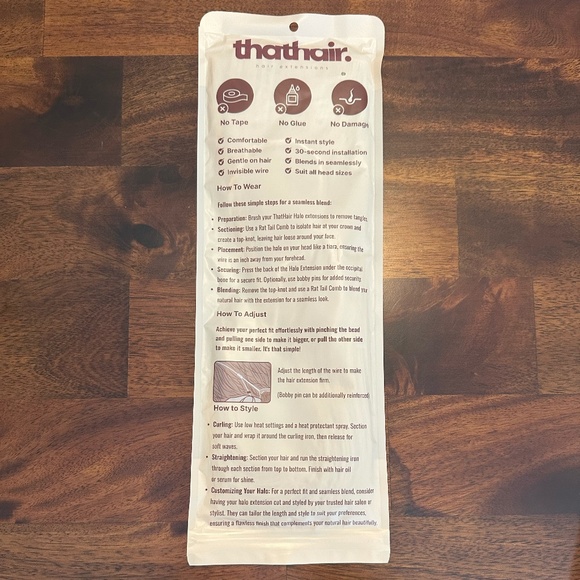 thathair.
hair extensions
No Tape
No Glue
No Damage
Comfortable
Instant style
Breathable
30-second installation
Gentle on hair
Blends in seamlessly
Invisible wire
Suit all head sizes
How To Wear
Follow these simple steps for a seamless blend:
• Preparation: Brush your ThatHair Halo extensions to remove tangles.
• Sectioning: Use a Rat Tail Comb to isolate hair at your crown and
create a top-knot, leaving hair loose around your face.
• Placement: Position the halo on your head like a tiara, ensuring the
wire is an inch away from your forehead.
• Securing: Press the back of the Halo Extension under the occipital
bone for a secure fit. Optionally, use bobby pins for added security.
• Blending: Remove the top-knot and use a Rat Tail Comb to blend your
natural hair with the extension for a seamless look.
How To Adjust
Achieve your perfect fit effortlessly with pinching the bead
and pulling one side to make it bigger, or pull the other side
to make it smaller. It's that simple!
Adjust the length of the wire to make
the hair extension firm.
(Bobby pin can be additionally reinforced)
How to Style
• Curling: Use low heat settings and a heat protectant spray. Section
your hair and wrap it around the curling iron, then release for
soft waves.
• Straightening: Section your hair and run the straightening iron
through each section from top to bottom. Finish with hair oil
or serum for shine.
• Customizing Your Halo: For a perfect fit and seamless blend, consider
having your halo extension cut and styled by your trusted hair salon or
stylist. They can tailor the length and style to suit your preferences,
ensuring a flawless finish that complements your natural hair beautifully.